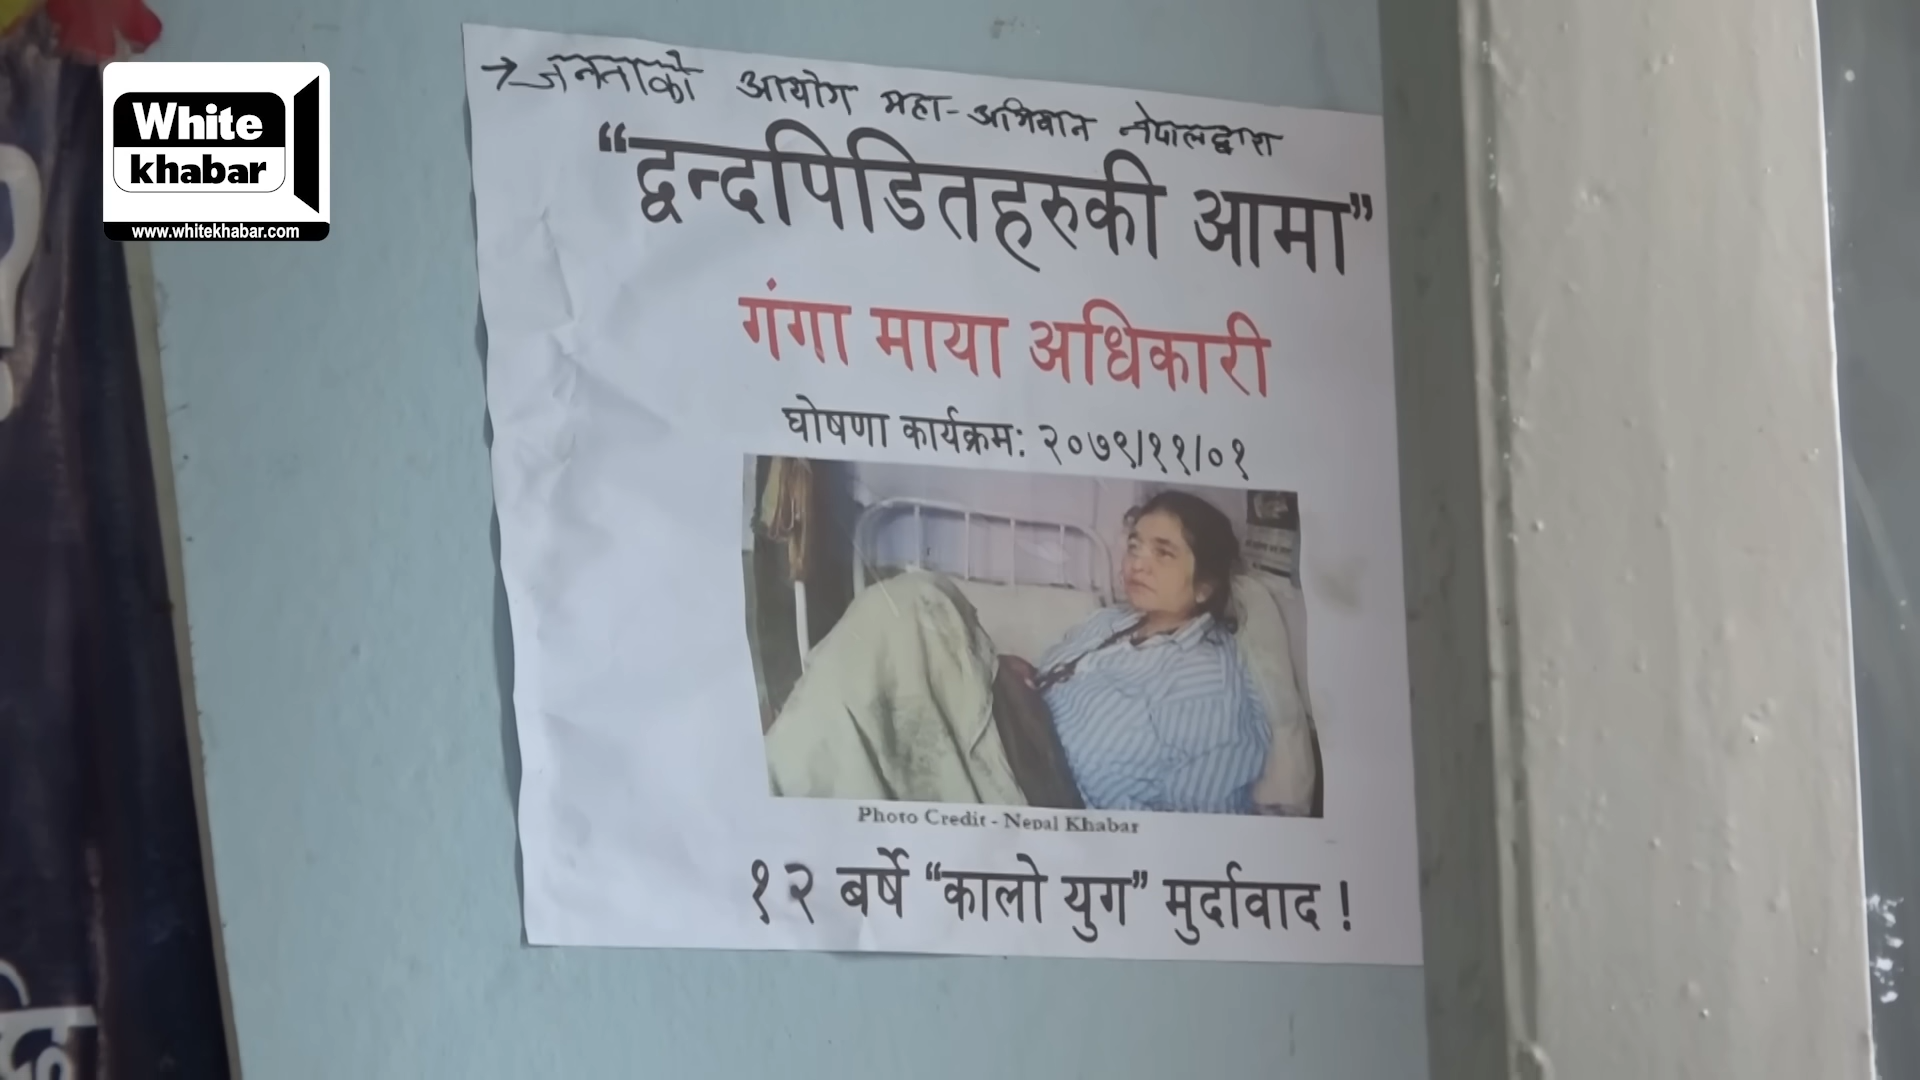 White
khabar
www.whitekhabar.com
→जनताको आयोग महा-अभियान नेपालद्वारा
“द्वन्दपिडितहरुकी आमा”
गंगा माया अधिकारी
घोषणा कार्यक्रम: २०७९/११/०१
Photo Credit - Nepal Khabar
१२ बर्षे “कालो युग” मुर्दावाद !